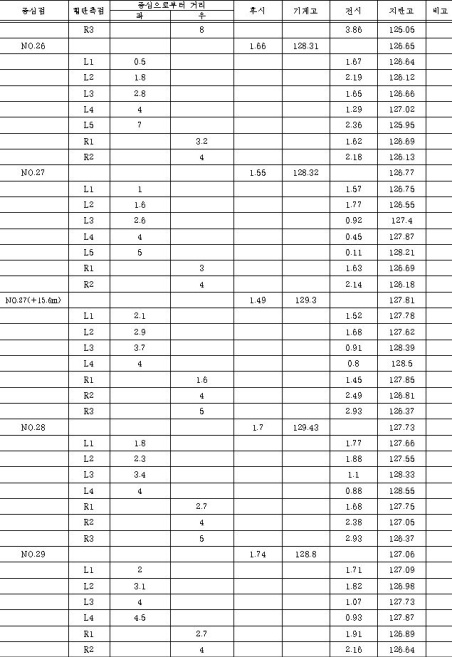 중심점 횡단측점 중심으로부터 거리 후시 기계고 전시 지반고 비고
좌 우
R3 8 3.86 125.05
NO.26 1.66 128.31 126.65
L1 0.5 1.67 126.64
L2 1.8 2.19 126.12
L3 2.8 1.65 126.66
L4 4 1.29 127.02
L5 7 2.36 125.95
R1 3.2 1.62 126.69
R2 4 2.18 126.13
NO.27 1.55 128.32 126.77
L1 1 1.57 126.75
L2 1.6 1.77 126.55
L3 2.6 0.92 127.4
L4 4 0.45 127.87
L5 5 0.11 128.21
R1 3 1.63 126.69
R2 4 2.14 126.18
NO.27(+15.6m) 1.49 129.3 127.81
L1 2.1 1.52 127.78
L2 2.9 1.68 127.62
L3 3.7 0.91 128.39
L4 4 0.8 128.5
R1 1.6 1.45 127.85
R2 4 2.49 126.81
R3 5 2.93 126.37
NO.28 1.7 129.43 127.73
L1 1.8 1.77 127.66
L2 2.3 1.88 127.55
L3 3.4 1.1 128.33
L4 4 0.88 128.55
R1 2.7 1.68 127.75
R2 4 2.38 127.05
R3 5 2.93 126.37
NO.29 1.74 128.8 127.06
L1 2 1.71 127.09
L2 3.1 1.82 126.98
L3 4 1.07 127.73
L4 4.5 0.93 127.87
R1 2.7 1.91 126.89
R2 4 2.16 126.64